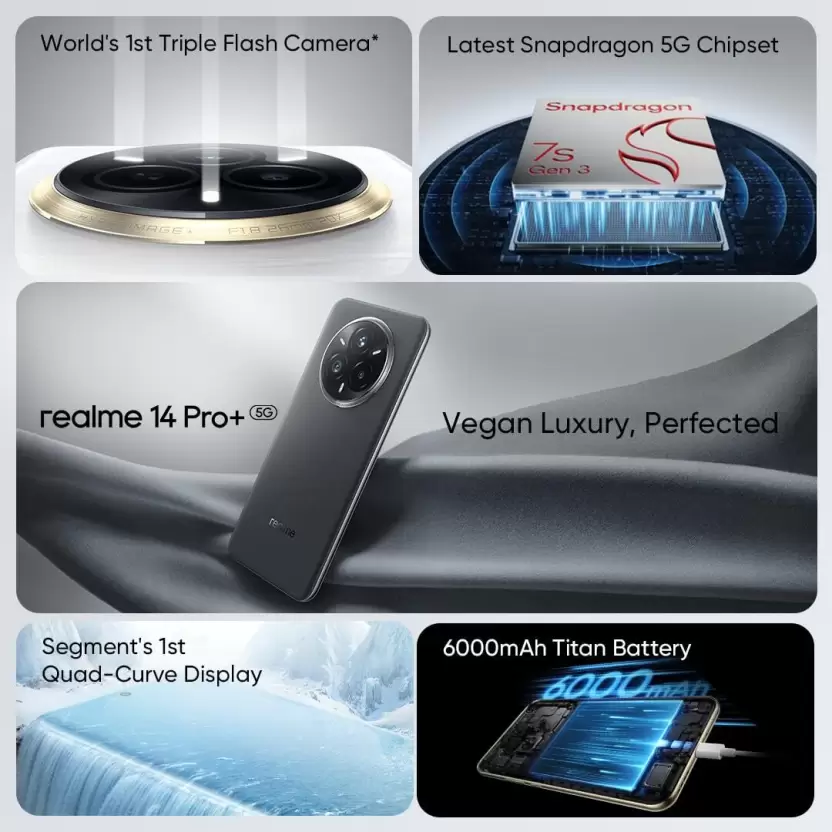 World's 1st Triple Flash Camera*
Latest Snapdragon 5G Chipset
Snapdragon
7s
Gen 3
realme 14 Pro+ 5G
Vegan Luxury, Perfected
realme
Segment's 1st
Quad-Curve Display
6000mAh Titan Battery
6000mAh